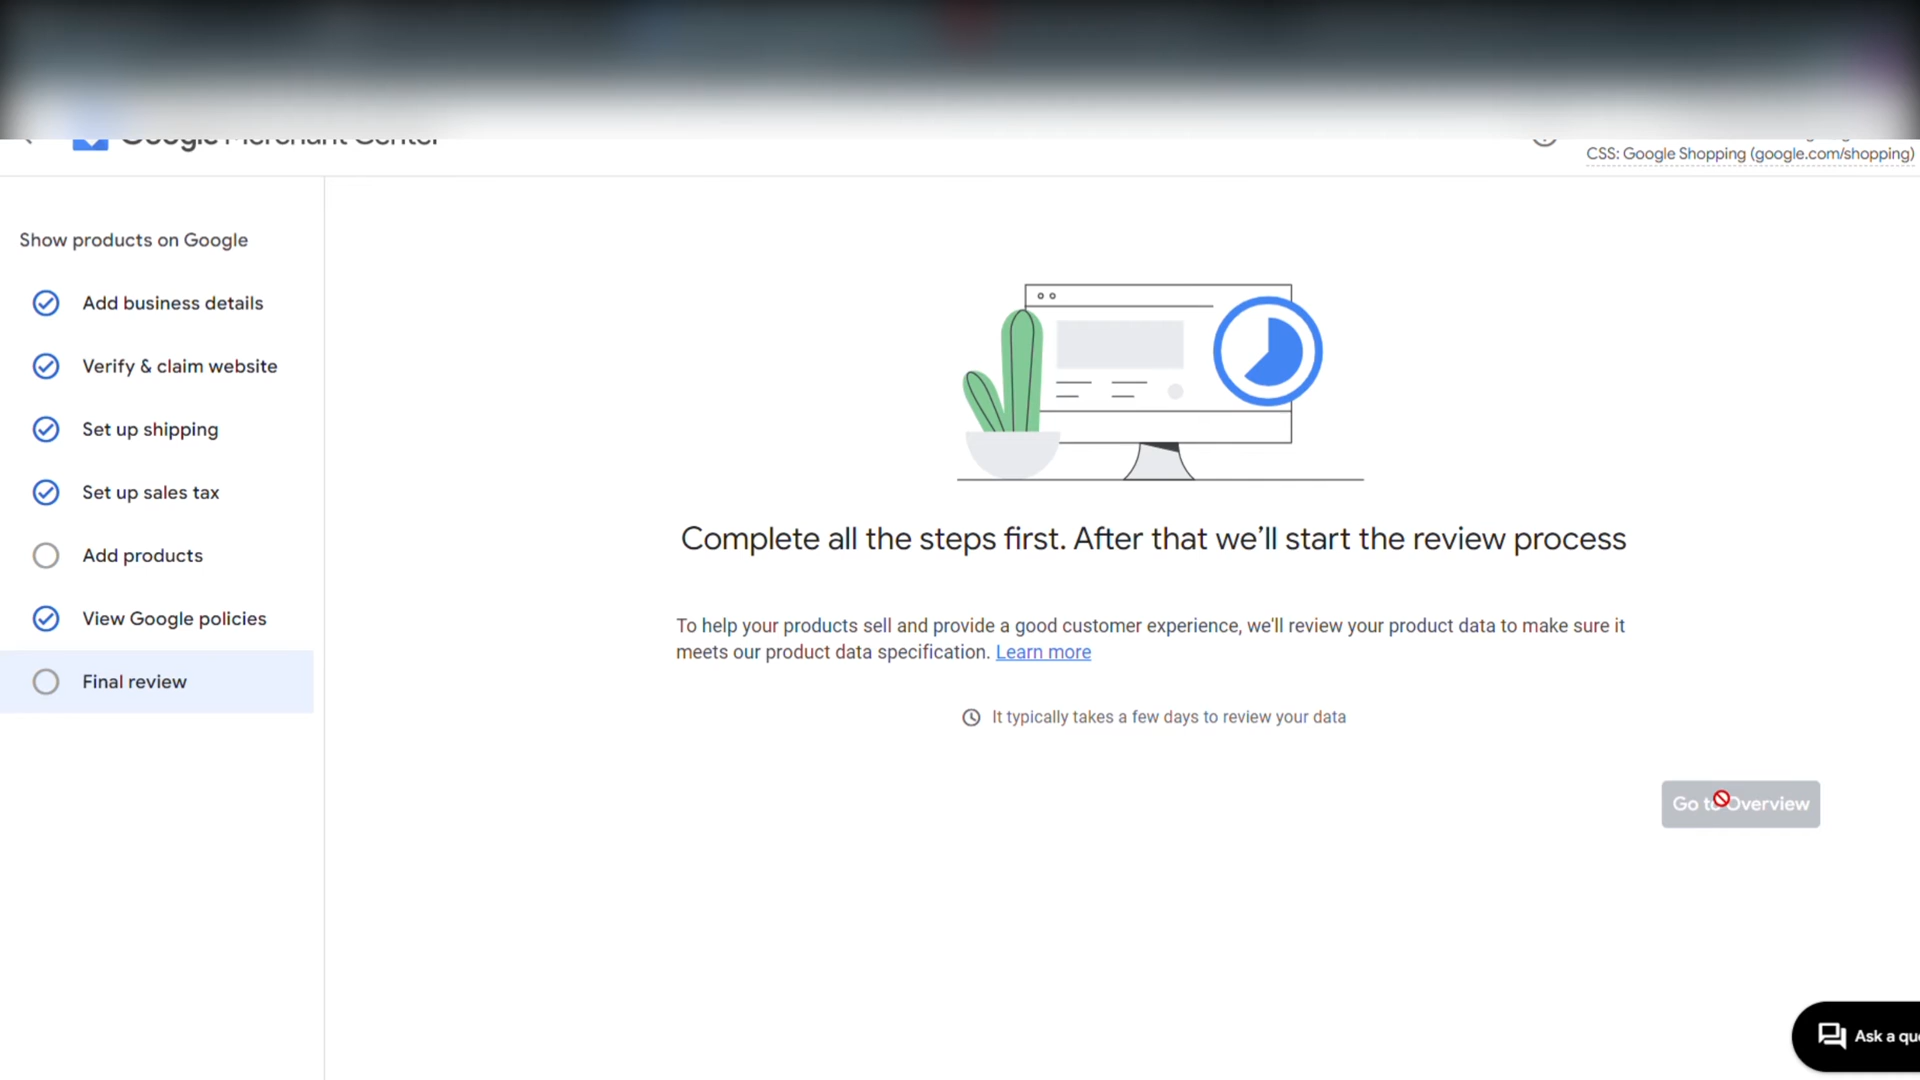 Google Merchant Center
CSS: Google Shopping (google.com/shopping)
Show products on Google
Add business details
Verify & claim website
Set up shipping
Set up sales tax
Add products
View Google policies
Final review
Complete all the steps first. After that we’ll start the review process
To help your products sell and provide a good customer experience, we'll review your product data to make sure it
meets our product data specification. Learn more
It typically takes a few days to review your data
Go to Overview
Ask a que